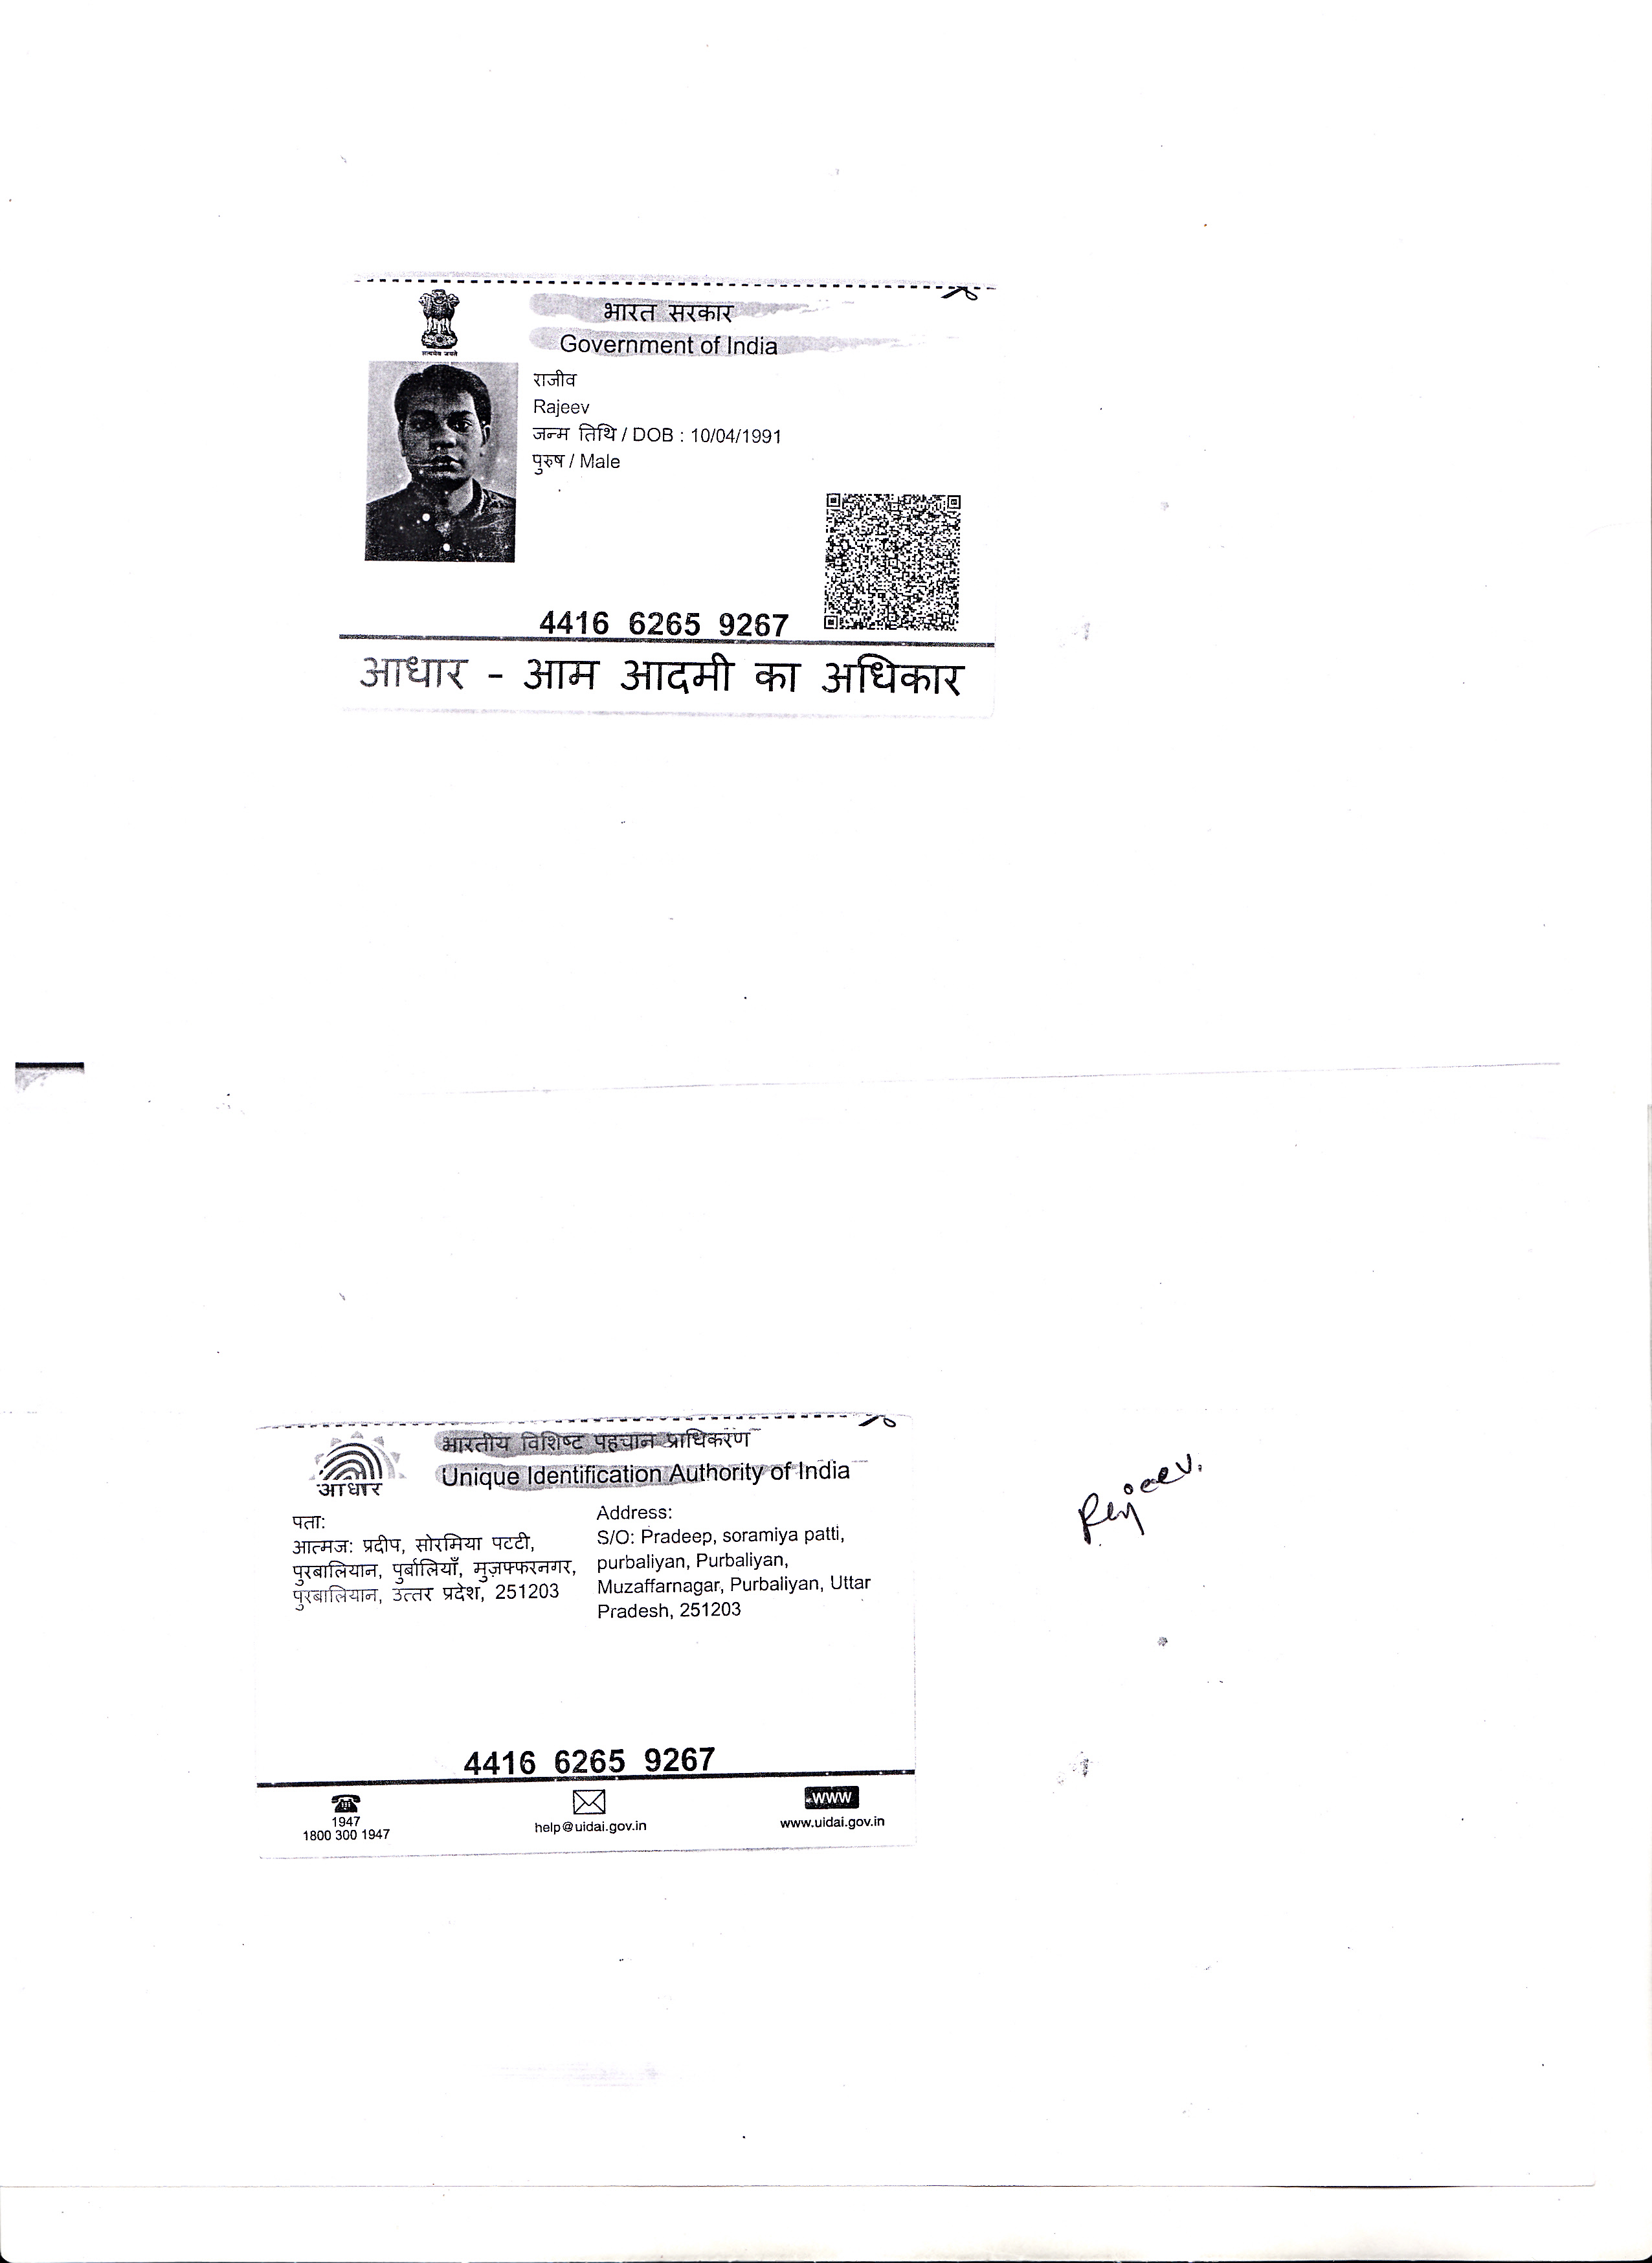 सत्यमेव जयते
भारत सरकार
Government of India
राजीव
Rajeev
जन्म तिथि / DOB : 10/04/1991
पुरुष / Male
4416 6265 9267
आधार - आम आदमी का अधिकार
भारतीय विशिष्ट पहचान प्राधिकरण
Unique Identification Authority of India
आधार
पता:
आत्मज: प्रदीप, सोरमिया पटटी,
पुरबालियान, पुर्बालियाँ, मुज़फ्फरनगर,
पुरबालियान, उत्तर प्रदेश, 251203
Address:
S/O: Pradeep, soramiya patti,
purbaliyan, Purbaliyan,
Muzaffarnagar, Purbaliyan, Uttar
Pradesh, 251203
Rajeev.
4416 6265 9267
1947
1800 300 1947
help@uidai.gov.in
www
www.uidai.gov.in